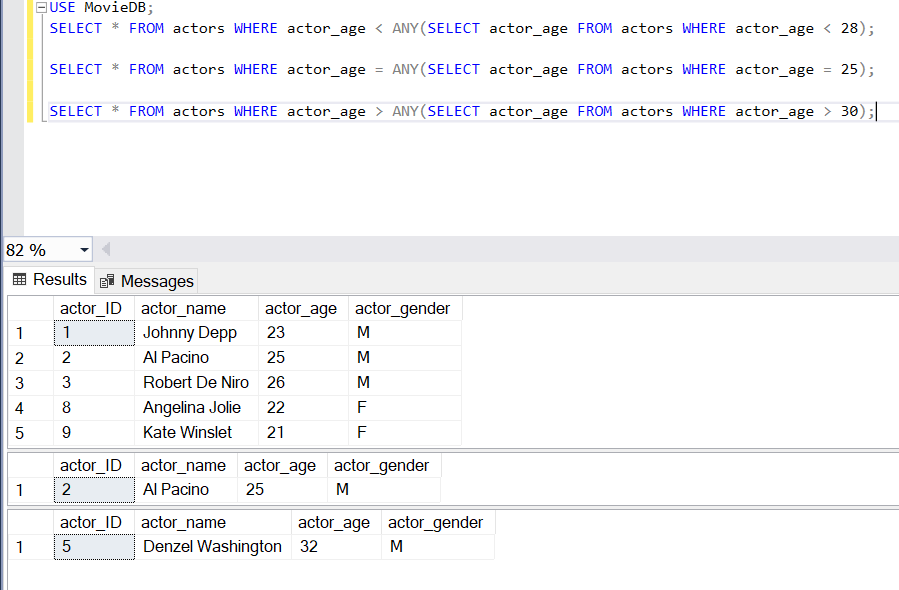 USE MovieDB;
SELECT * FROM actors WHERE actor_age < ANY(SELECT actor_age FROM actors WHERE actor_age < 28);
SELECT * FROM actors WHERE actor_age = ANY(SELECT actor_age FROM actors WHERE actor_age = 25);
SELECT * FROM actors WHERE actor_age > ANY(SELECT actor_age FROM actors WHERE actor_age > 30);
82 %
Results Messages
actor_ID actor_name actor_age actor_gender
1 1 Johnny Depp 23 M
2 2 Al Pacino 25 M
3 3 Robert De Niro 26 M
4 8 Angelina Jolie 22 F
5 9 Kate Winslet 21 F
actor_ID actor_name actor_age actor_gender
1 2 Al Pacino 25 M
actor_ID actor_name actor_age actor_gender
1 5 Denzel Washington 32 M